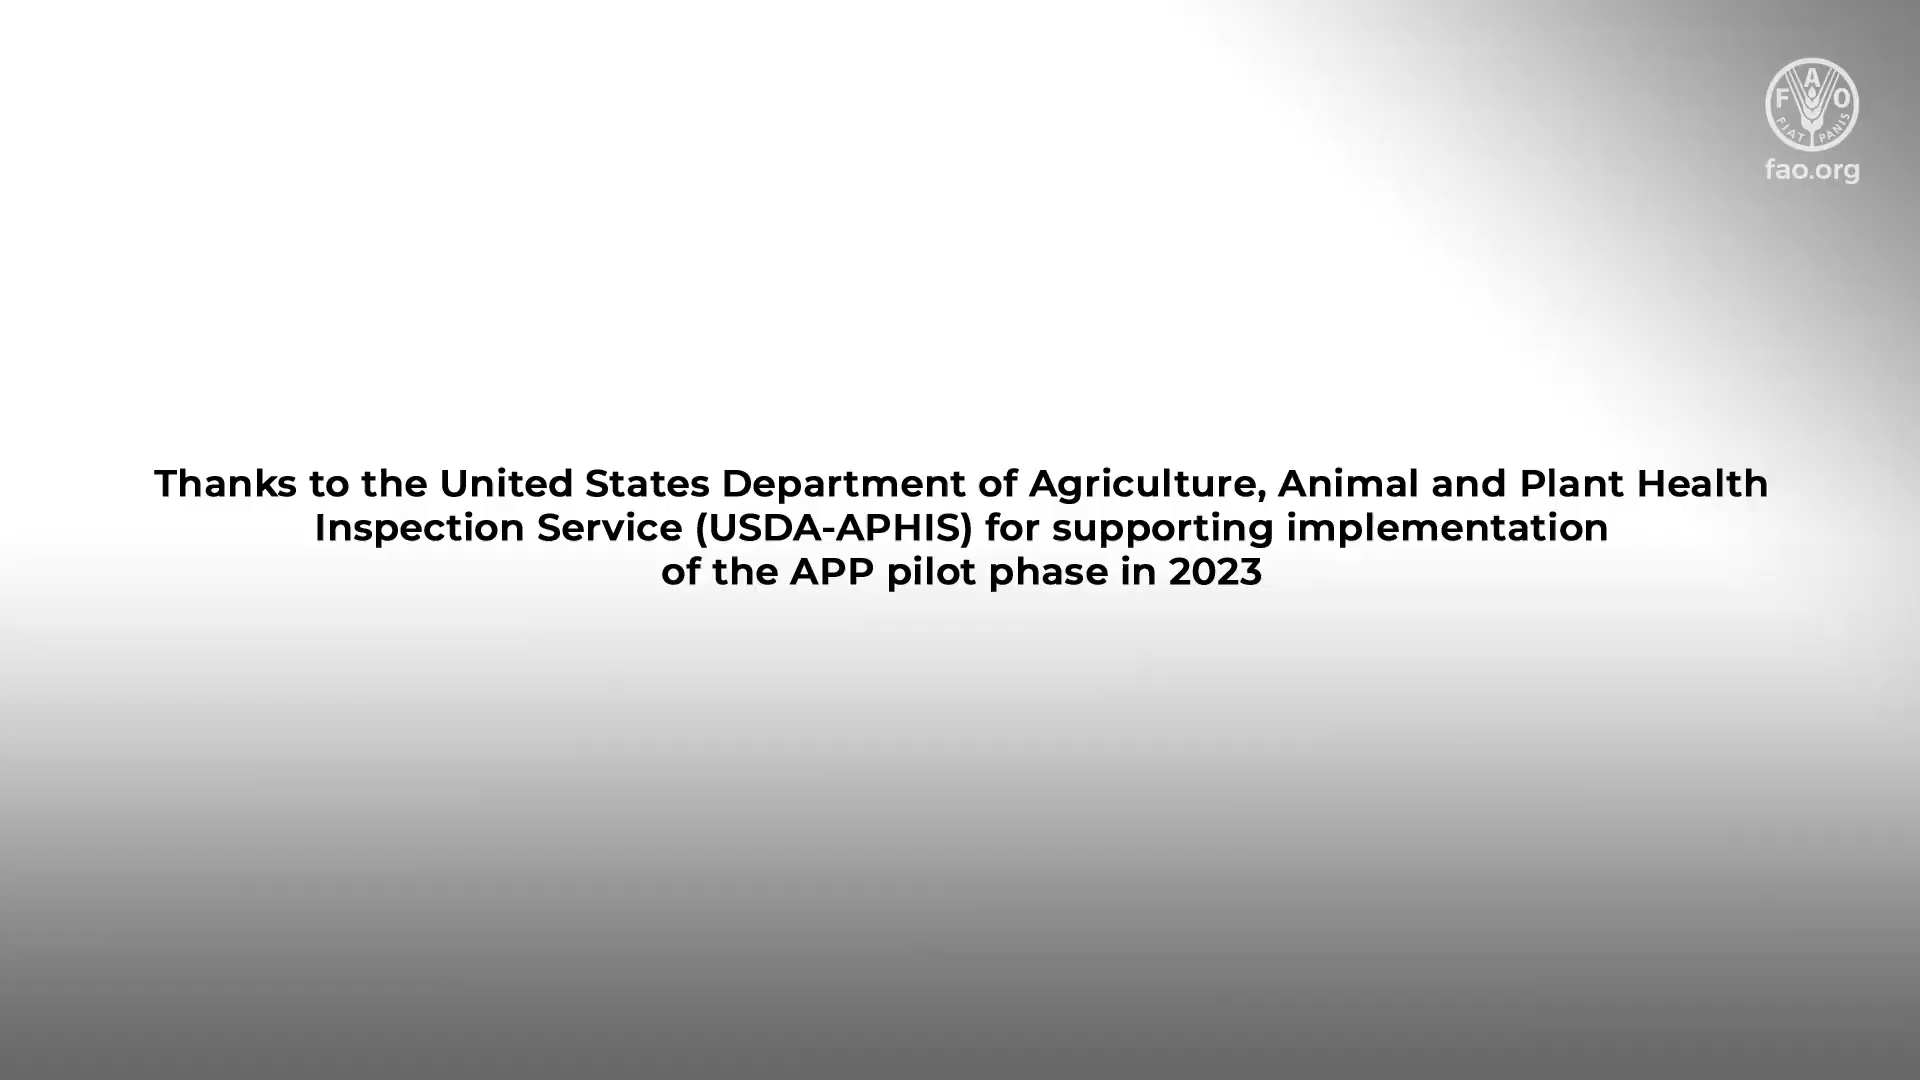 F A O
FIAT PANIS
fao.org
Thanks to the United States Department of Agriculture, Animal and Plant Health
Inspection Service (USDA-APHIS) for supporting implementation
of the APP pilot phase in 2023